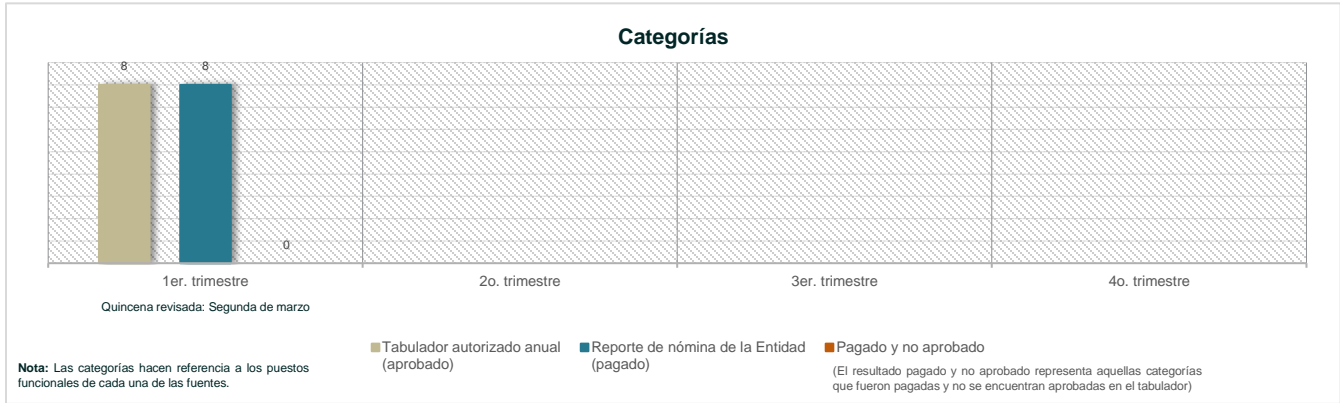 Categorías
8 8
0
1er. trimestre 2o. trimestre 3er. trimestre 4o. trimestre
Quincena revisada: Segunda de marzo
Tabulador autorizado anual
(aprobado)
Reporte de nómina de la Entidad
(pagado)
Pagado y no aprobado
(El resultado pagado y no aprobado representa aquellas categorías
que fueron pagadas y no se encuentran aprobadas en el tabulador)
Nota: Las categorías hacen referencia a los puestos
funcionales de cada una de las fuentes.